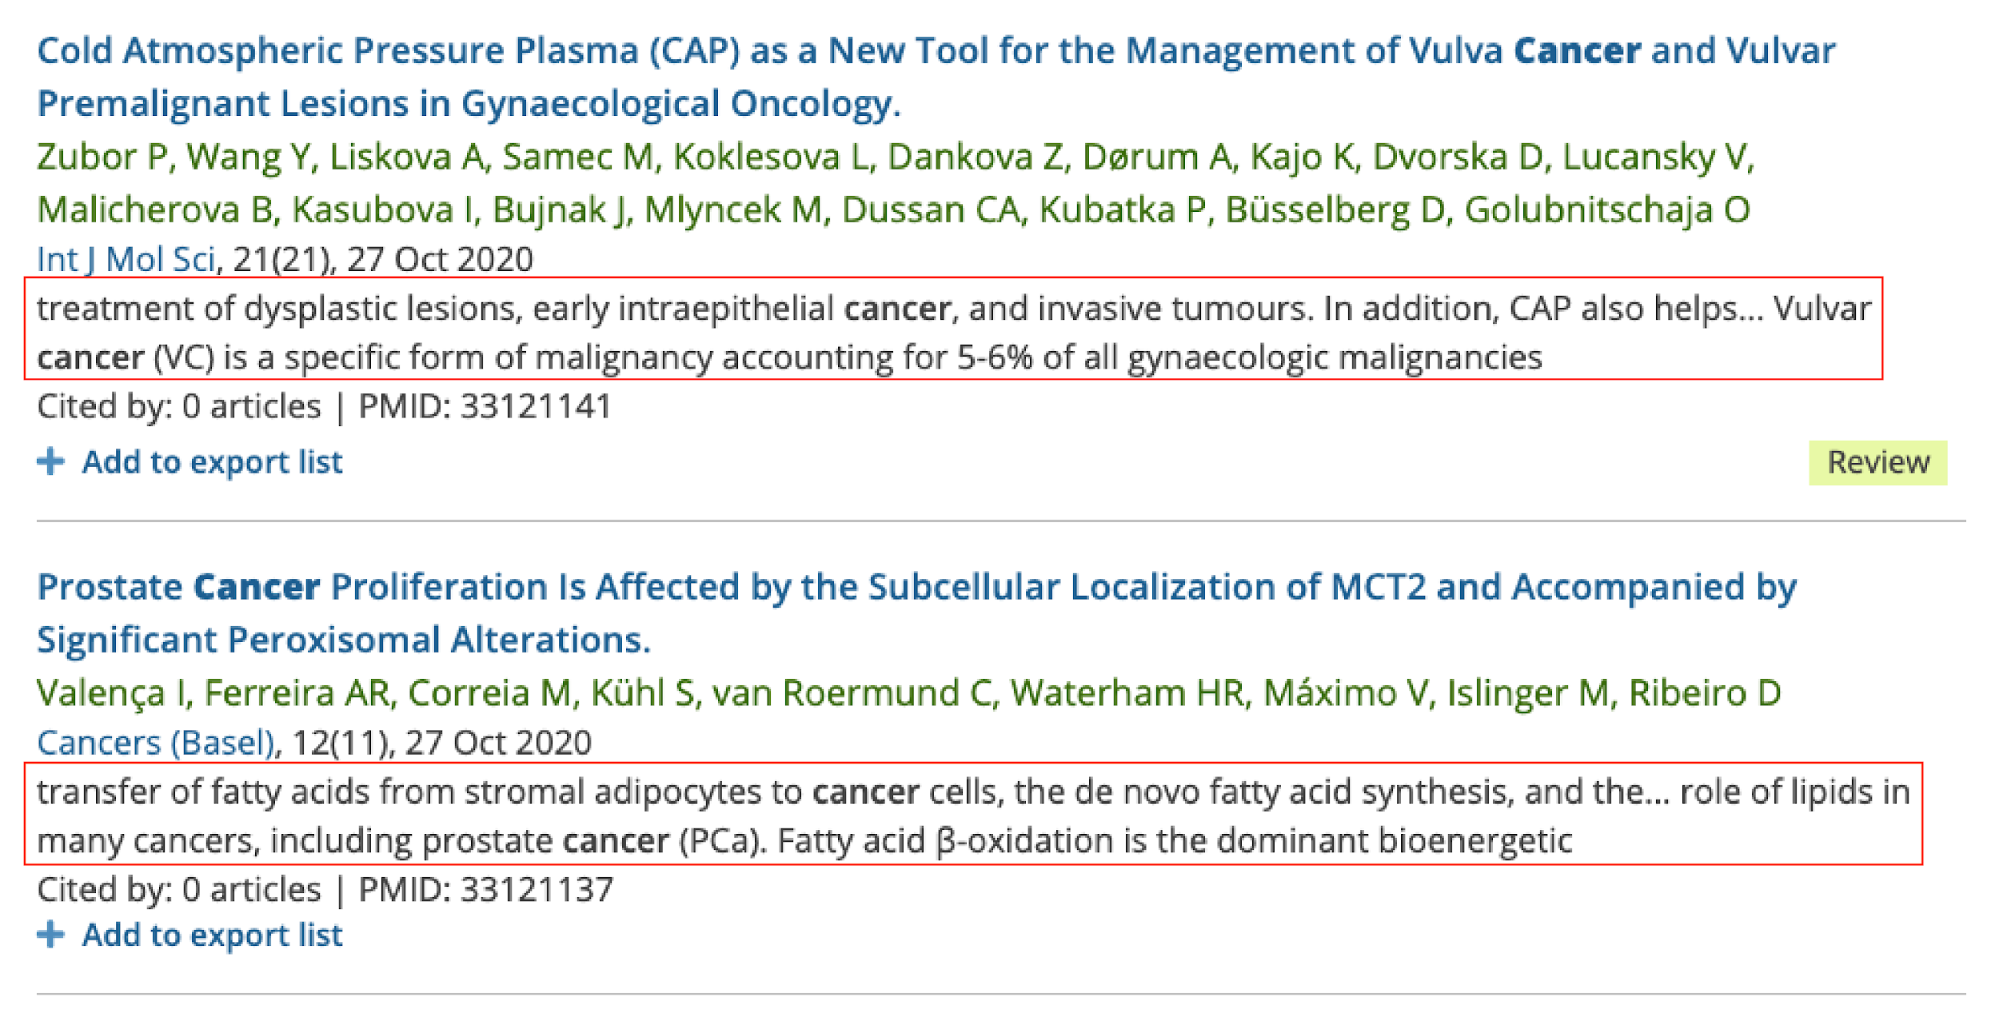 Cold Atmospheric Pressure Plasma (CAP) as a New Tool for the Management of Vulva Cancer and Vulvar
Premalignant Lesions in Gynaecological Oncology.
Zubor P, Wang Y, Liskova A, Samec M, Koklesova L, Dankova Z, Dørum A, Kajo K, Dvorska D, Lucansky V,
Malicherova B, Kasubova I, Bujnak J, Mlyncek M, Dussan CA, Kubatka P, Büsselberg D, Golubnitschaja O
Int J Mol Sci, 21(21), 27 Oct 2020
treatment of dysplastic lesions, early intraepithelial cancer, and invasive tumours. In addition, CAP also helps... Vulvar
cancer (VC) is a specific form of malignancy accounting for 5-6% of all gynaecologic malignancies
Cited by: 0 articles | PMID: 33121141
+ Add to export list
Review
Prostate Cancer Proliferation Is Affected by the Subcellular Localization of MCT2 and Accompanied by
Significant Peroxisomal Alterations.
Valença I, Ferreira AR, Correia M, Kühl S, van Roermund C, Waterham HR, Máximo V, Islinger M, Ribeiro D
Cancers (Basel), 12(11), 27 Oct 2020
transfer of fatty acids from stromal adipocytes to cancer cells, the de novo fatty acid synthesis, and the... role of lipids in
many cancers, including prostate cancer (PCa). Fatty acid β-oxidation is the dominant bioenergetic
Cited by: 0 articles | PMID: 33121137
+ Add to export list